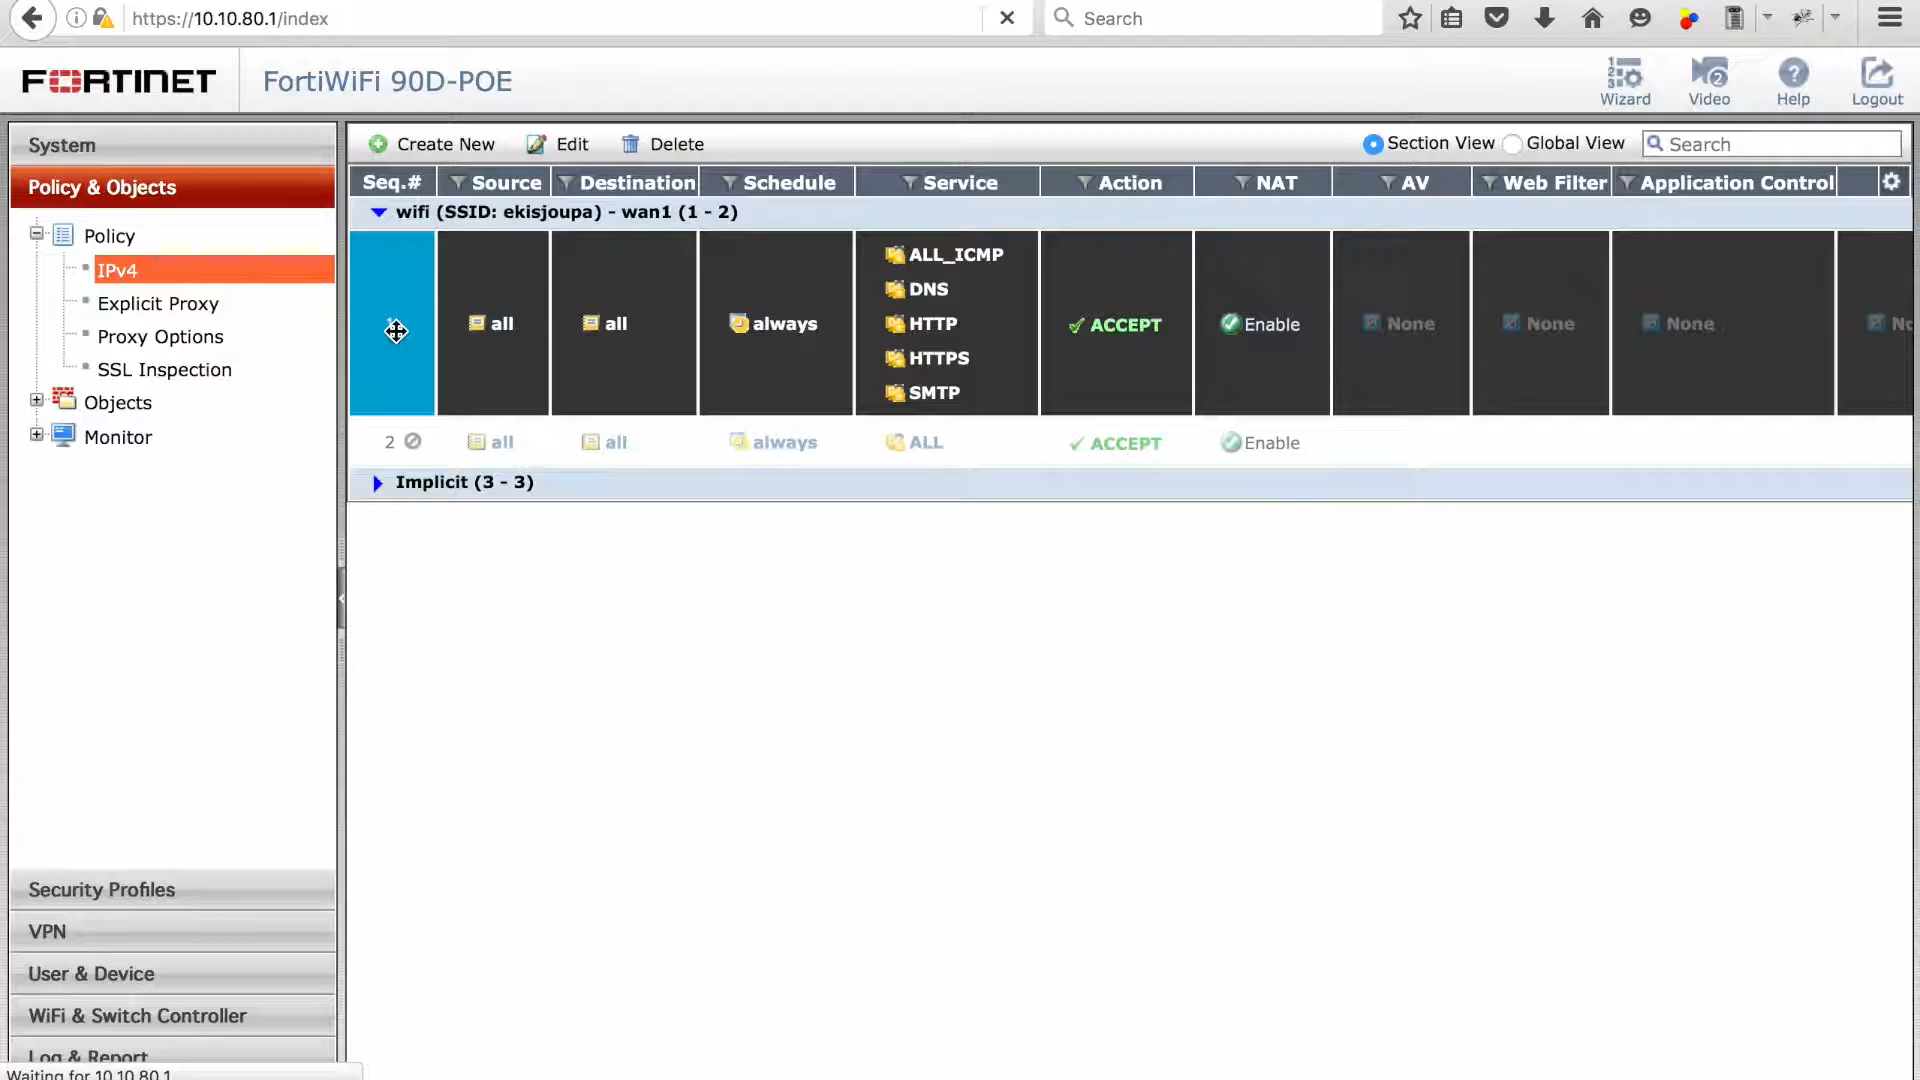 https://10.10.80.1/index
Search
FORTINET FortiWiFi 90D-POE
Wizard Video Help Logout
System
Policy & Objects
Policy
IPv4
Explicit Proxy
Proxy Options
SSL Inspection
Objects
Monitor
Security Profiles
VPN
User & Device
WiFi & Switch Controller
Log & Report
Waiting for 10.10.80.1
Create New Edit Delete Section View Global View Search
Seq.# Source Destination Schedule Service Action NAT AV Web Filter Application Control
wifi (SSID: ekisjoupa) - wan1 (1 - 2)
all all always ALL_ICMP
DNS
HTTP
HTTPS
SMTP
ACCEPT Enable None None None
2 all all always ALL ACCEPT Enable
Implicit (3 - 3)